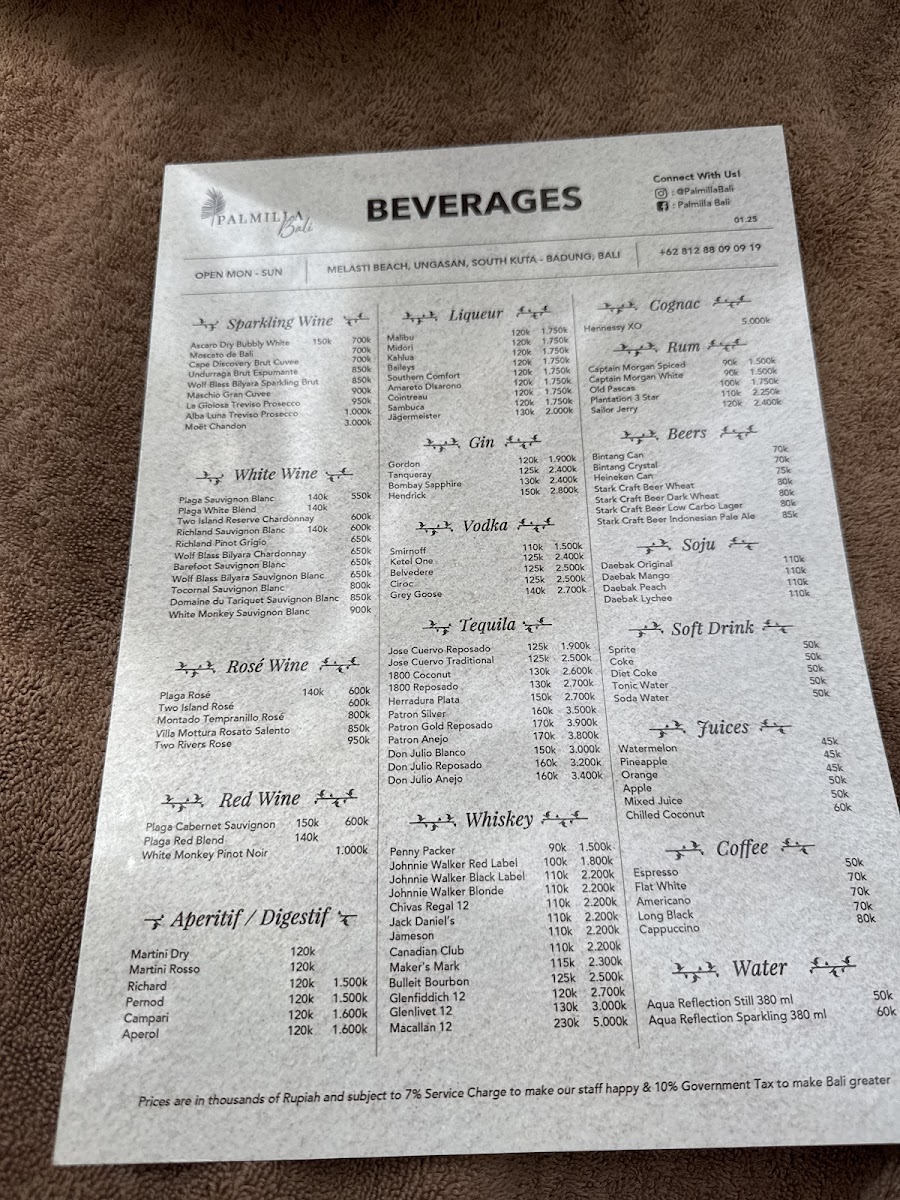 PALMILLA
Bali
BEVERAGES
Connect With Us!
: @PalmillaBali
: Palmilla Bali
01.25
OPEN MON - SUN
MELASTI BEACH, UNGASAN, SOUTH KUTA - BADUNG, BALI
+62 812 88 09 09 19
Sparkling Wine
Ascaro Dry Bubbly White 150k 700k
Moscato de Bali 700k
Cape Discovery Brut Cuvee 700k
Undurraga Brut Espumante 850k
Wolf Blass Bilyara Sparkling Brut 850k
Maschio Gran Cuvee 900k
La Gioiosa Treviso Prosecco 950k
Alba Luna Treviso Prosecco 1.000k
Moët Chandon 3.000k
White Wine
Plaga Sauvignon Blanc 140k 550k
Plaga White Blend 140k
Two Island Reserve Chardonnay 600k
Richland Sauvignon Blanc 140k 600k
Richland Pinot Grigio 650k
Wolf Blass Bilyara Chardonnay 650k
Barefoot Sauvignon Blanc 650k
Wolf Blass Bilyara Sauvignon Blanc 650k
Tocornal Sauvignon Blanc 800k
Domaine du Tariquet Sauvignon Blanc 850k
White Monkey Sauvignon Blanc 900k
Rosé Wine
Plaga Rosé 140k 600k
Two Island Rosé 600k
Montado Tempranillo Rosé 800k
Villa Mottura Rosato Salento 850k
Two Rivers Rose 950k
Red Wine
Plaga Cabernet Sauvignon 150k 600k
Plaga Red Blend 140k
White Monkey Pinot Noir 1.000k
Aperitif / Digestif
Martini Dry 120k
Martini Rosso 120k
Richard 120k 1.500k
Pernod 120k 1.500k
Campari 120k 1.600k
Aperol 120k 1.600k
Liqueur
Malibu 120k 1.750k
Midori 120k 1.750k
Kahlua 120k 1.750k
Baileys 120k 1.750k
Southern Comfort 120k 1.750k
Amareto Disarono 120k 1.750k
Cointreau 120k 1.750k
Sambuca 120k 1.750k
Jägermeister 130k 2.000k
Gin
Gordon 120k 1.900k
Tanqueray 125k 2.400k
Bombay Sapphire 130k 2.400k
Hendrick 150k 2.800k
Vodka
Smirnoff 110k 1.500k
Ketel One 125k 2.400k
Belvedere 125k 2.500k
Ciroc 125k 2.500k
Grey Goose 140k 2.700k
Tequila
Jose Cuervo Reposado 125k 1.900k
Jose Cuervo Traditional 125k 2.500k
1800 Coconut 130k 2.600k
1800 Reposado 130k 2.700k
Herradura Plata 150k 2.700k
Patron Silver 160k 3.500k
Patron Gold Reposado 170k 3.900k
Patron Anejo 170k 3.800k
Don Julio Blanco 150k 3.000k
Don Julio Reposado 160k 3.200k
Don Julio Anejo 160k 3.400k
Whiskey
Penny Packer 90k 1.500k
Johnnie Walker Red Label 100k 1.800k
Johnnie Walker Black Label 110k 2.200k
Johnnie Walker Blonde 110k 2.200k
Chivas Regal 12 110k 2.200k
Jack Daniel's 110k 2.200k
Jameson 110k 2.200k
Canadian Club 110k 2.200k
Maker's Mark 115k 2.300k
Bulleit Bourbon 125k 2.500k
Glenfiddich 12 120k 2.700k
Glenlivet 12 130k 3.000k
Macallan 12 230k 5.000k
Cognac
Hennessy XO 5.000k
Rum
Captain Morgan Spiced 90k 1.500k
Captain Morgan White 90k 1.500k
Old Pascas 100k 1.750k
Plantation 3 Star 110k 2.250k
Sailor Jerry 120k 2.400k
Beers
Bintang Can 70k
Bintang Crystal 70k
Heineken Can 75k
Stark Craft Beer Wheat 80k
Stark Craft Beer Dark Wheat 80k
Stark Craft Beer Low Carbo Lager 80k
Stark Craft Beer Indonesian Pale Ale 85k
Soju
Daebak Original 110k
Daebak Mango 110k
Daebak Peach 110k
Daebak Lychee 110k
Soft Drink
Sprite 50k
Coke 50k
Diet Coke 50k
Tonic Water 50k
Soda Water 50k
Juices
Watermelon 45k
Pineapple 45k
Orange 45k
Apple 50k
Mixed Juice 50k
Chilled Coconut 60k
Coffee
Espresso 50k
Flat White 70k
Americano 70k
Long Black 70k
Cappuccino 80k
Water
Aqua Reflection Still 380 ml 50k
Aqua Reflection Sparkling 380 ml 60k
Prices are in thousands of Rupiah and subject to 7% Service Charge to make our staff happy & 10% Government Tax to make Bali greater